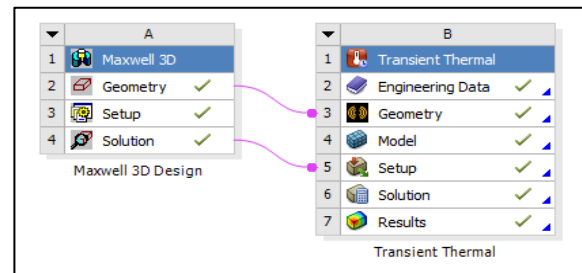 A
1 Maxwell 3D
2 Geometry
3 Setup
4 Solution
Maxwell 3D Design
B
1 Transient Thermal
2 Engineering Data
3 Geometry
4 Model
5 Setup
6 Solution
7 Results
Transient Thermal